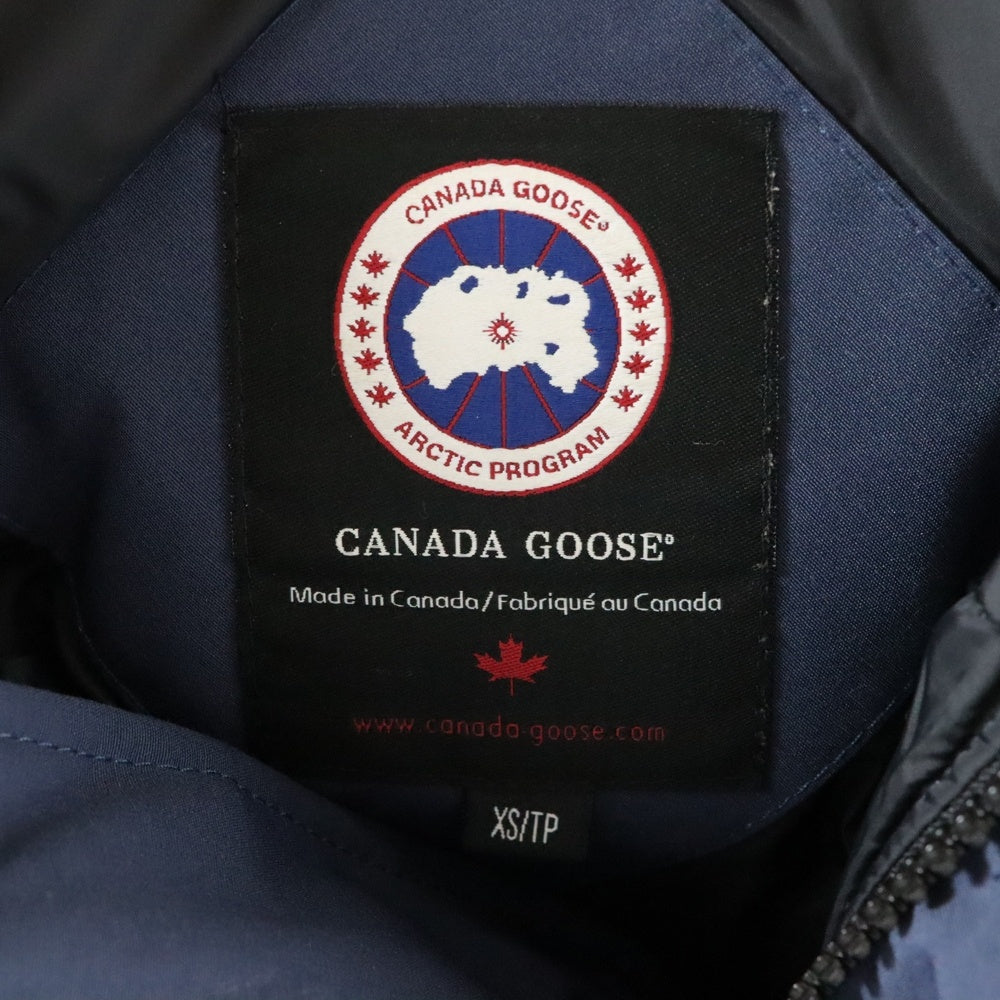 CANADA GOOSE®
ARCTIC PROGRAM
CANADA GOOSE®
Made in Canada/Fabriqué au Canada
www.canada-goose.com
XS/TP